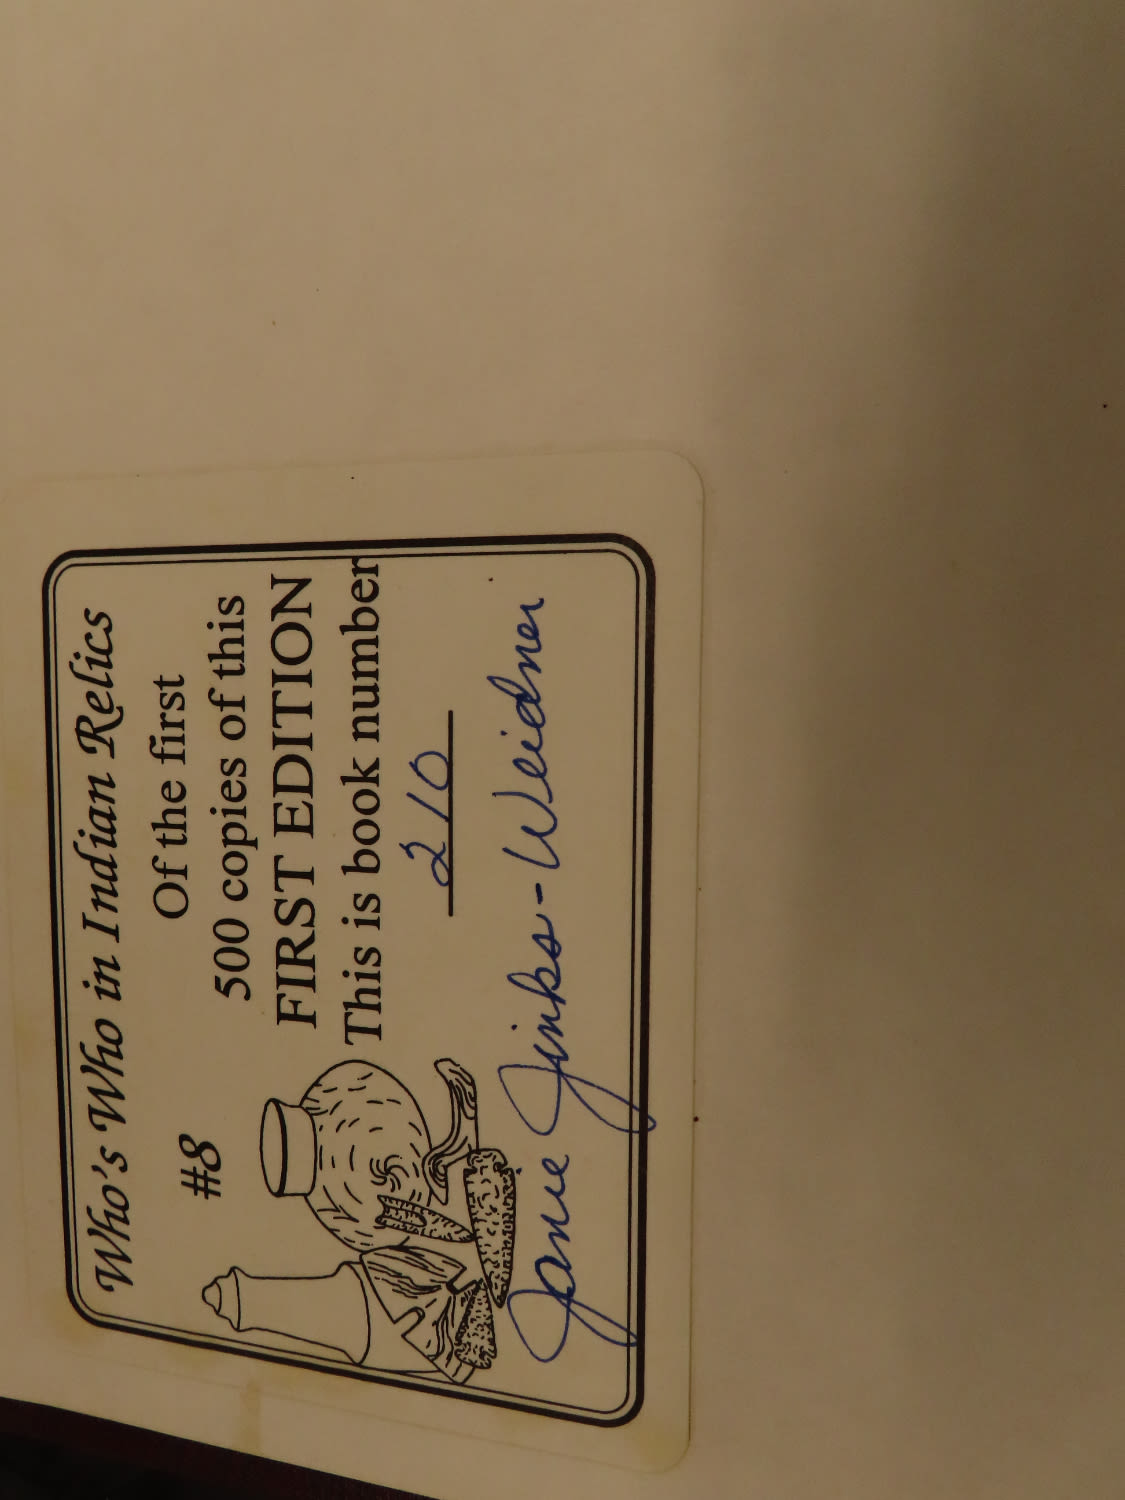 Who's Who in Indian Relics
#8
Of the first
500 copies of this
FIRST EDITION
This is book number
210
Jane Jinks-Weidner